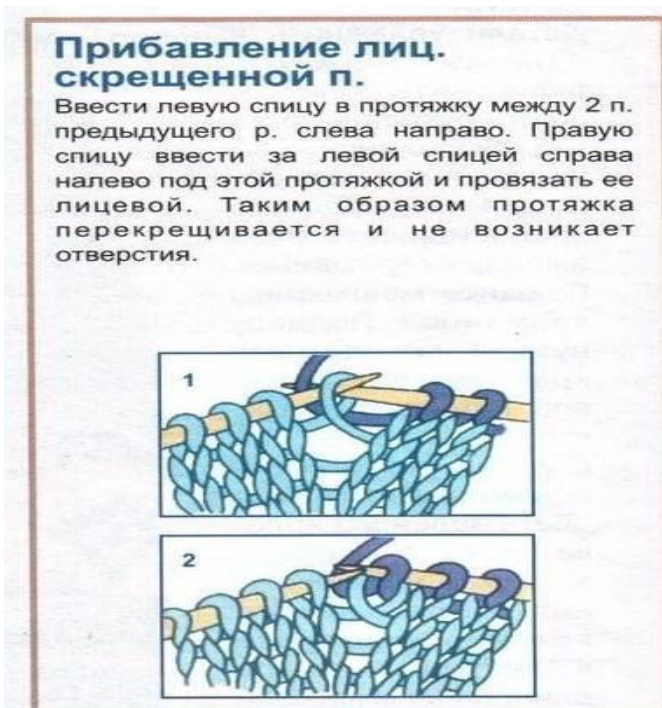 Прибавление лиц.
скрещенной п.
Ввести левую спицу в протяжку между 2 п.
предыдущего р. слева направо. Правую
спицу ввести за левой спицей справа
налево под этой протяжкой и провязать ее
лицевой. Таким образом протяжка
перекрещивается и не возникает
отверстия.
1
2